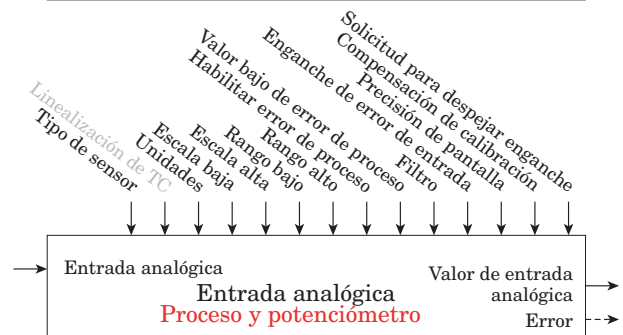 Tipo de sensor
Linealización de TC
Unidades
Escala baja
Escala alta
Rango bajo
Rango alto
Habilitar error de proceso
Valor bajo de error de proceso
Filtro
Enganche de error de entrada
Precisión de pantalla
Compensación de calibración
Solicitud para despejar enganche
Entrada analógica
Entrada analógica
Proceso y potenciómetro
Valor de entrada
analógica
Error